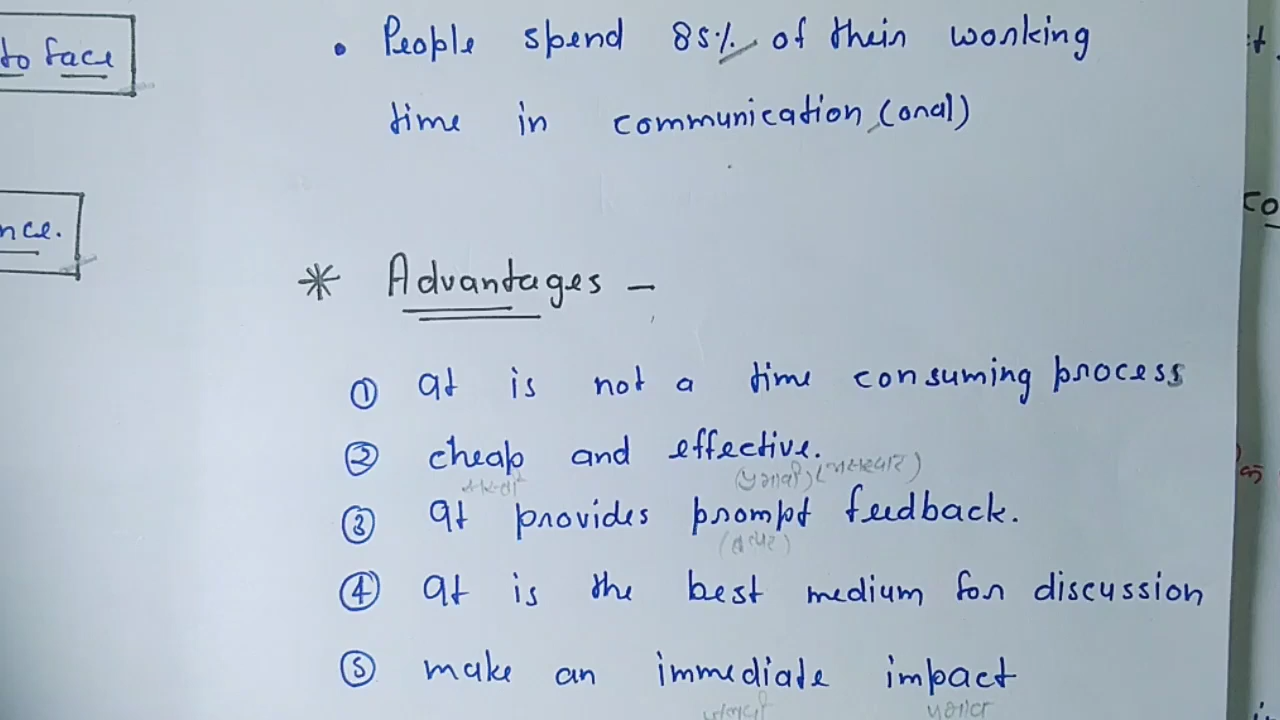 to face
• People spend 85% of their working
time in communication (oral)
nce.
* Advantages –
① It is not a time consuming process
② cheap and effective.
③ It provides prompt feedback.
④ It is the best medium for discussion
⑤ make an immediate impact